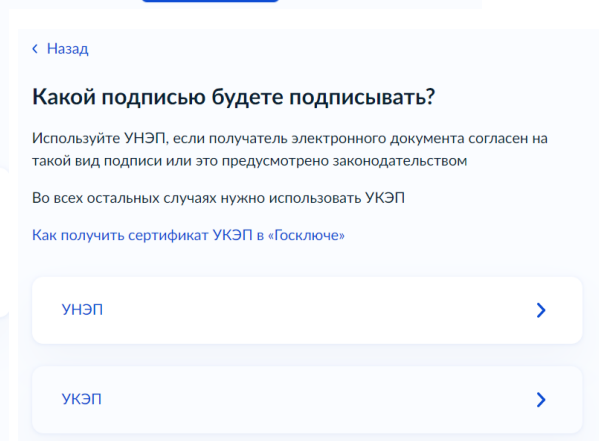 Назад
Какой подписью будете подписывать?
Используйте УНЭП, если получатель электронного документа согласен на
такой вид подписи или это предусмотрено законодательством
Во всех остальных случаях нужно использовать УКЭП
Как получить сертификат УКЭП в «Госключе»
УНЭП
УКЭП